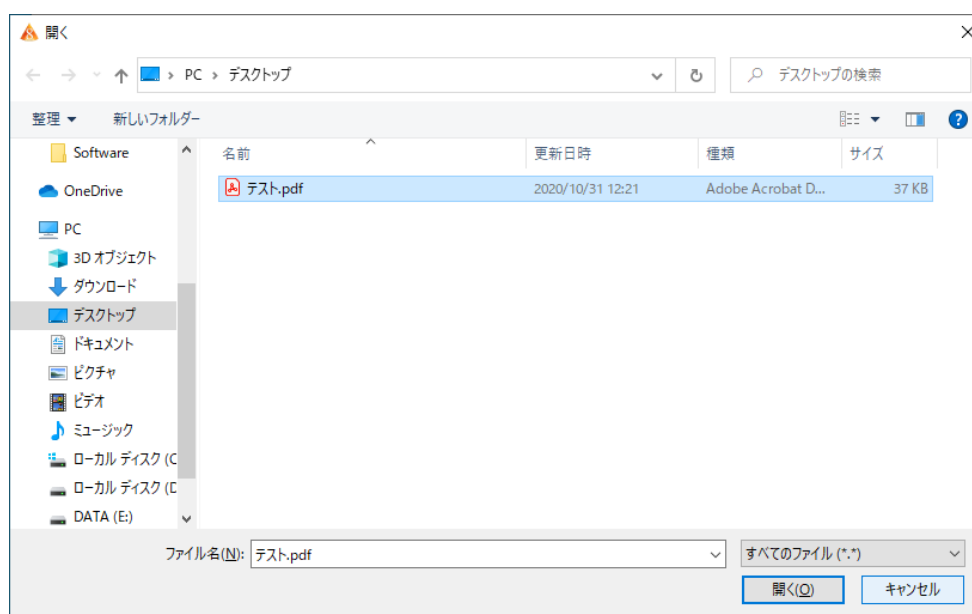 開く
PC › デスクトップ
デスクトップの検索
整理
新しいフォルダー
Software
OneDrive
PC
3D オブジェクト
ダウンロード
デスクトップ
ドキュメント
ピクチャ
ビデオ
ミュージック
ローカル ディスク (C
ローカル ディスク (D
DATA (E:)
名前 更新日時 種類 サイズ
テスト.pdf 2020/10/31 12:21 Adobe Acrobat D... 37 KB
ファイル名(N): テスト.pdf
すべてのファイル (*.*)
開く(O) キャンセル